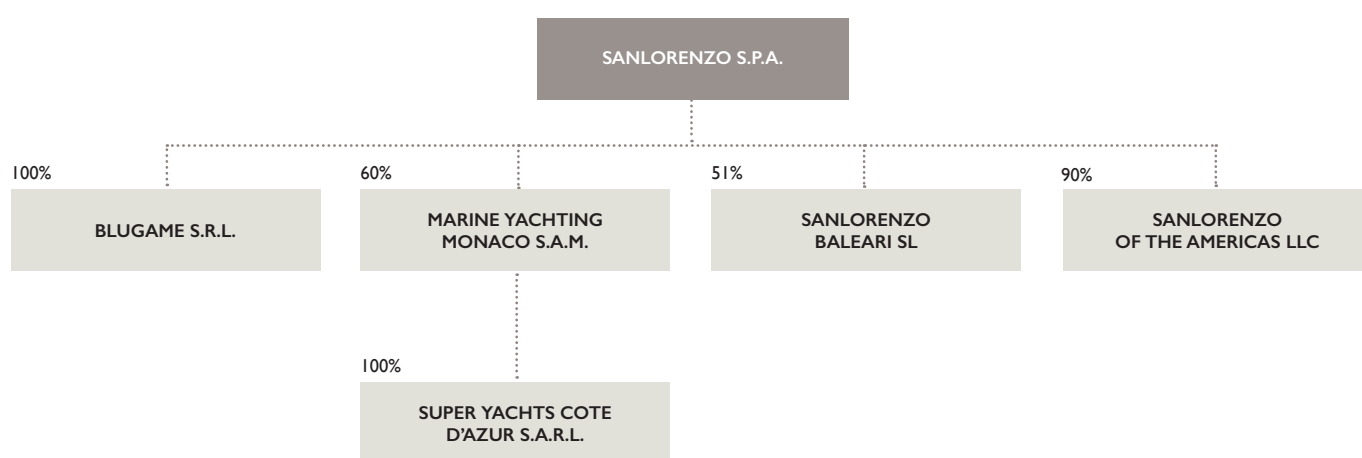 SANLORENZO S.P.A.
100%
60%
51%
90%
BLUGAME S.R.L.
MARINE YACHTING
MONACO S.A.M.
SANLORENZO
BALEARI SL
SANLORENZO
OF THE AMERICAS LLC
100%
SUPER YACHTS COTE
D’AZUR S.A.R.L.